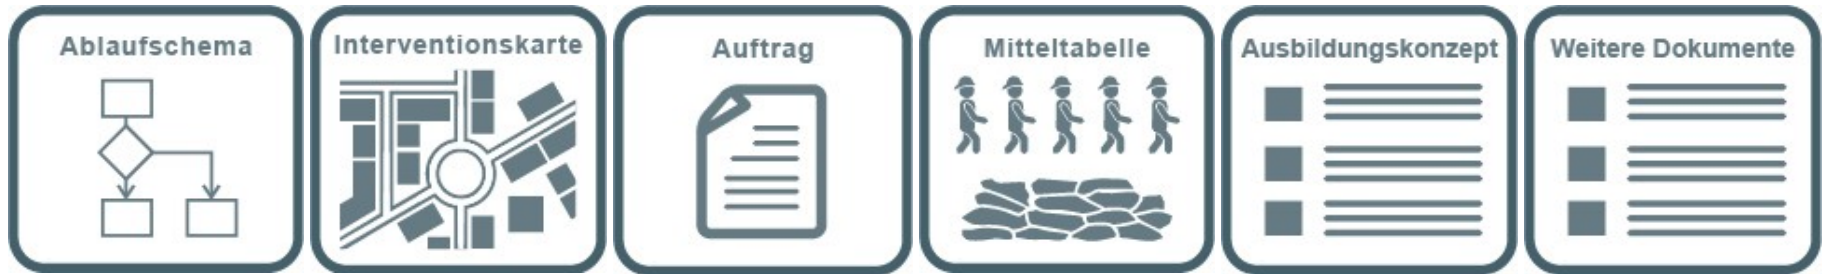 Ablaufschema
Interventionskarte
Auftrag
Mitteltabelle
Ausbildungskonzept
Weitere Dokumente